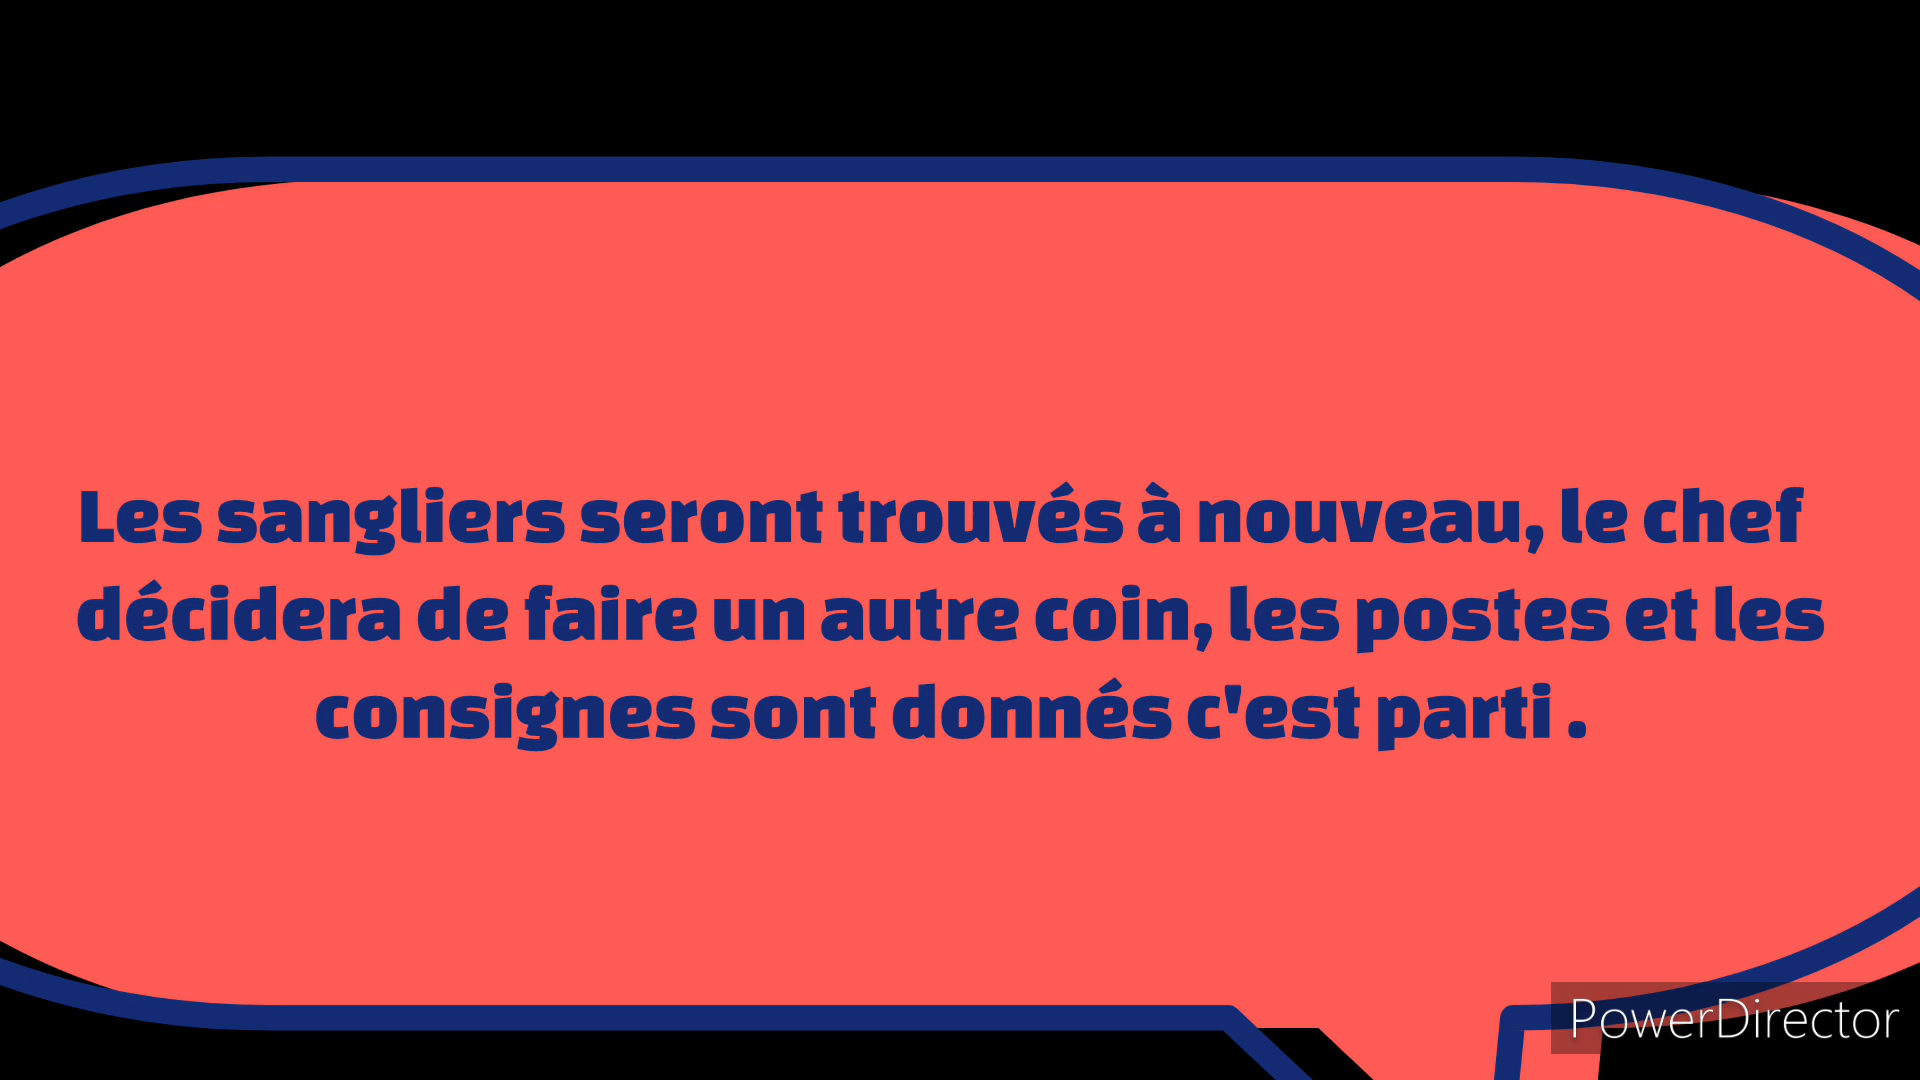 Les sangliers seront trouvés à nouveau, le chef
décidera de faire un autre coin, les postes et les
consignes sont donnés c'est parti .
PowerDirector